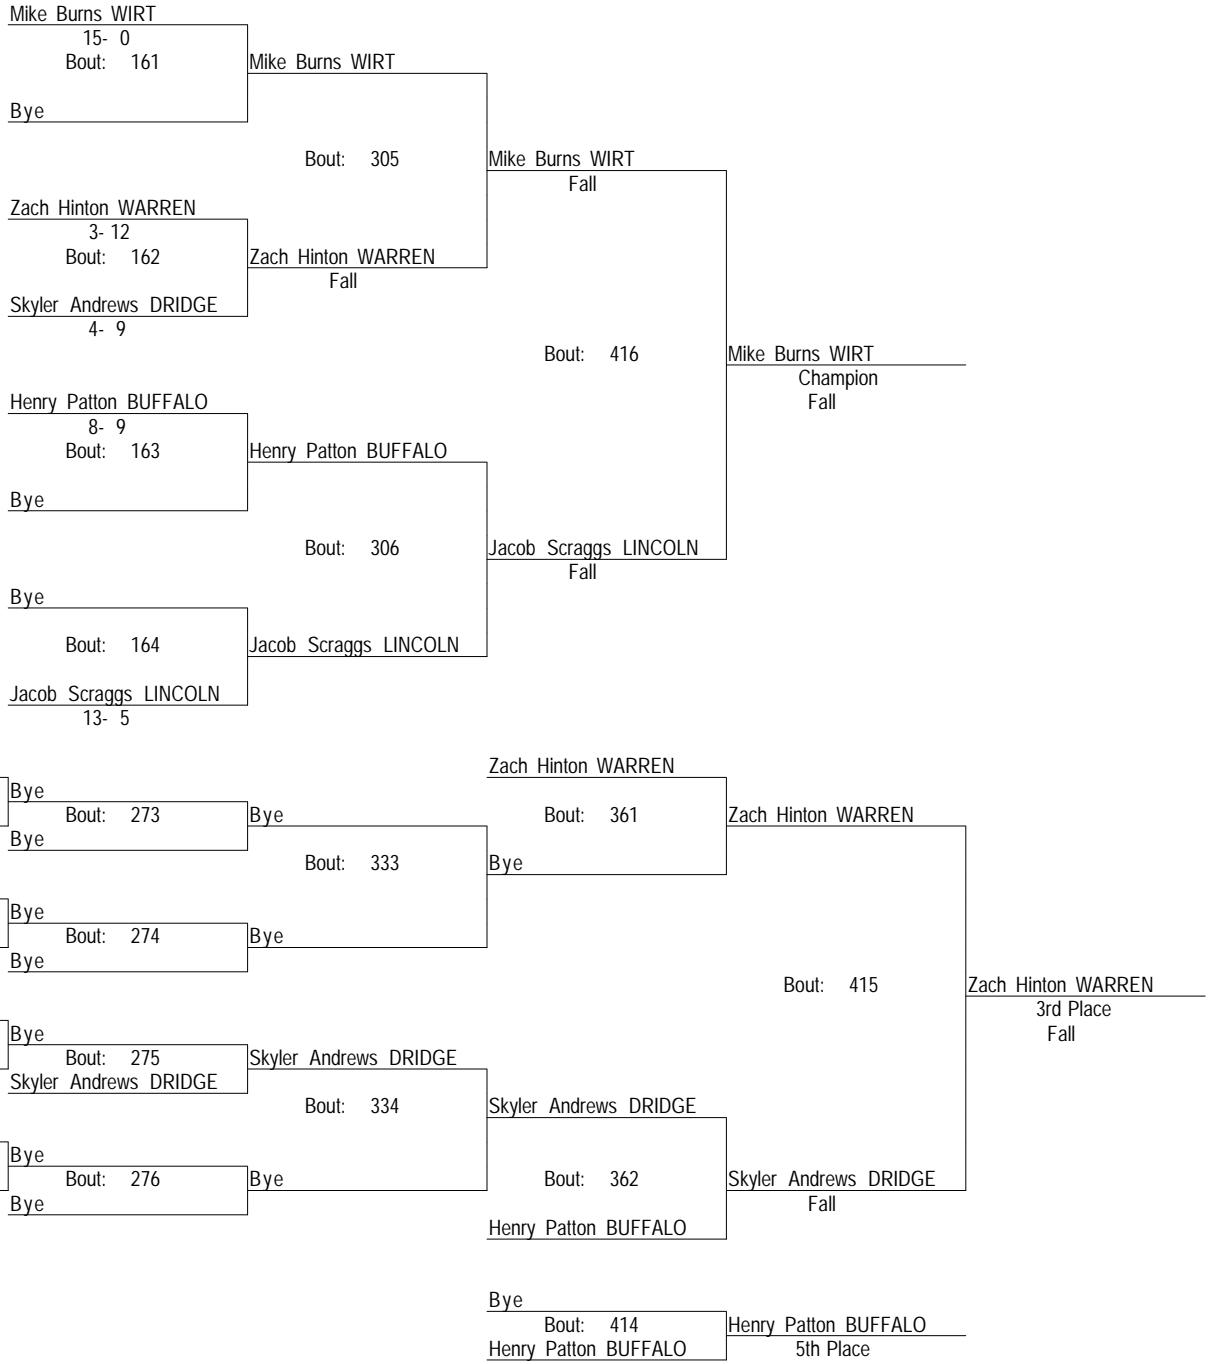 Mike Burns WIRT
15- 0
Bout: 161 Mike Burns WIRT
Bye
Bout: 305 Mike Burns WIRT
Fall
Zach Hinton WARREN
3- 12
Bout: 162 Zach Hinton WARREN
Fall
Skyler Andrews DRIDGE
4- 9
Bout: 416 Mike Burns WIRT
Champion
Fall
Henry Patton BUFFALO
8- 9
Bout: 163 Henry Patton BUFFALO
Bye
Bout: 306 Jacob Scraggs LINCOLN
Fall
Bye
Bout: 164 Jacob Scraggs LINCOLN
Jacob Scraggs LINCOLN
13- 5
Zach Hinton WARREN
Bye
Bout: 273 Bye Bout: 361 Zach Hinton WARREN
Bye
Bout: 333 Bye
Bye
Bout: 274 Bye
Bye
Bout: 415 Zach Hinton WARREN
3rd Place
Fall
Bye
Bout: 275 Skyler Andrews DRIDGE
Skyler Andrews DRIDGE
Bout: 334 Skyler Andrews DRIDGE
Bye
Bout: 276 Bye Bout: 362 Skyler Andrews DRIDGE
Bye Fall
Henry Patton BUFFALO
Bye
Bout: 414 Henry Patton BUFFALO
Henry Patton BUFFALO 5th Place